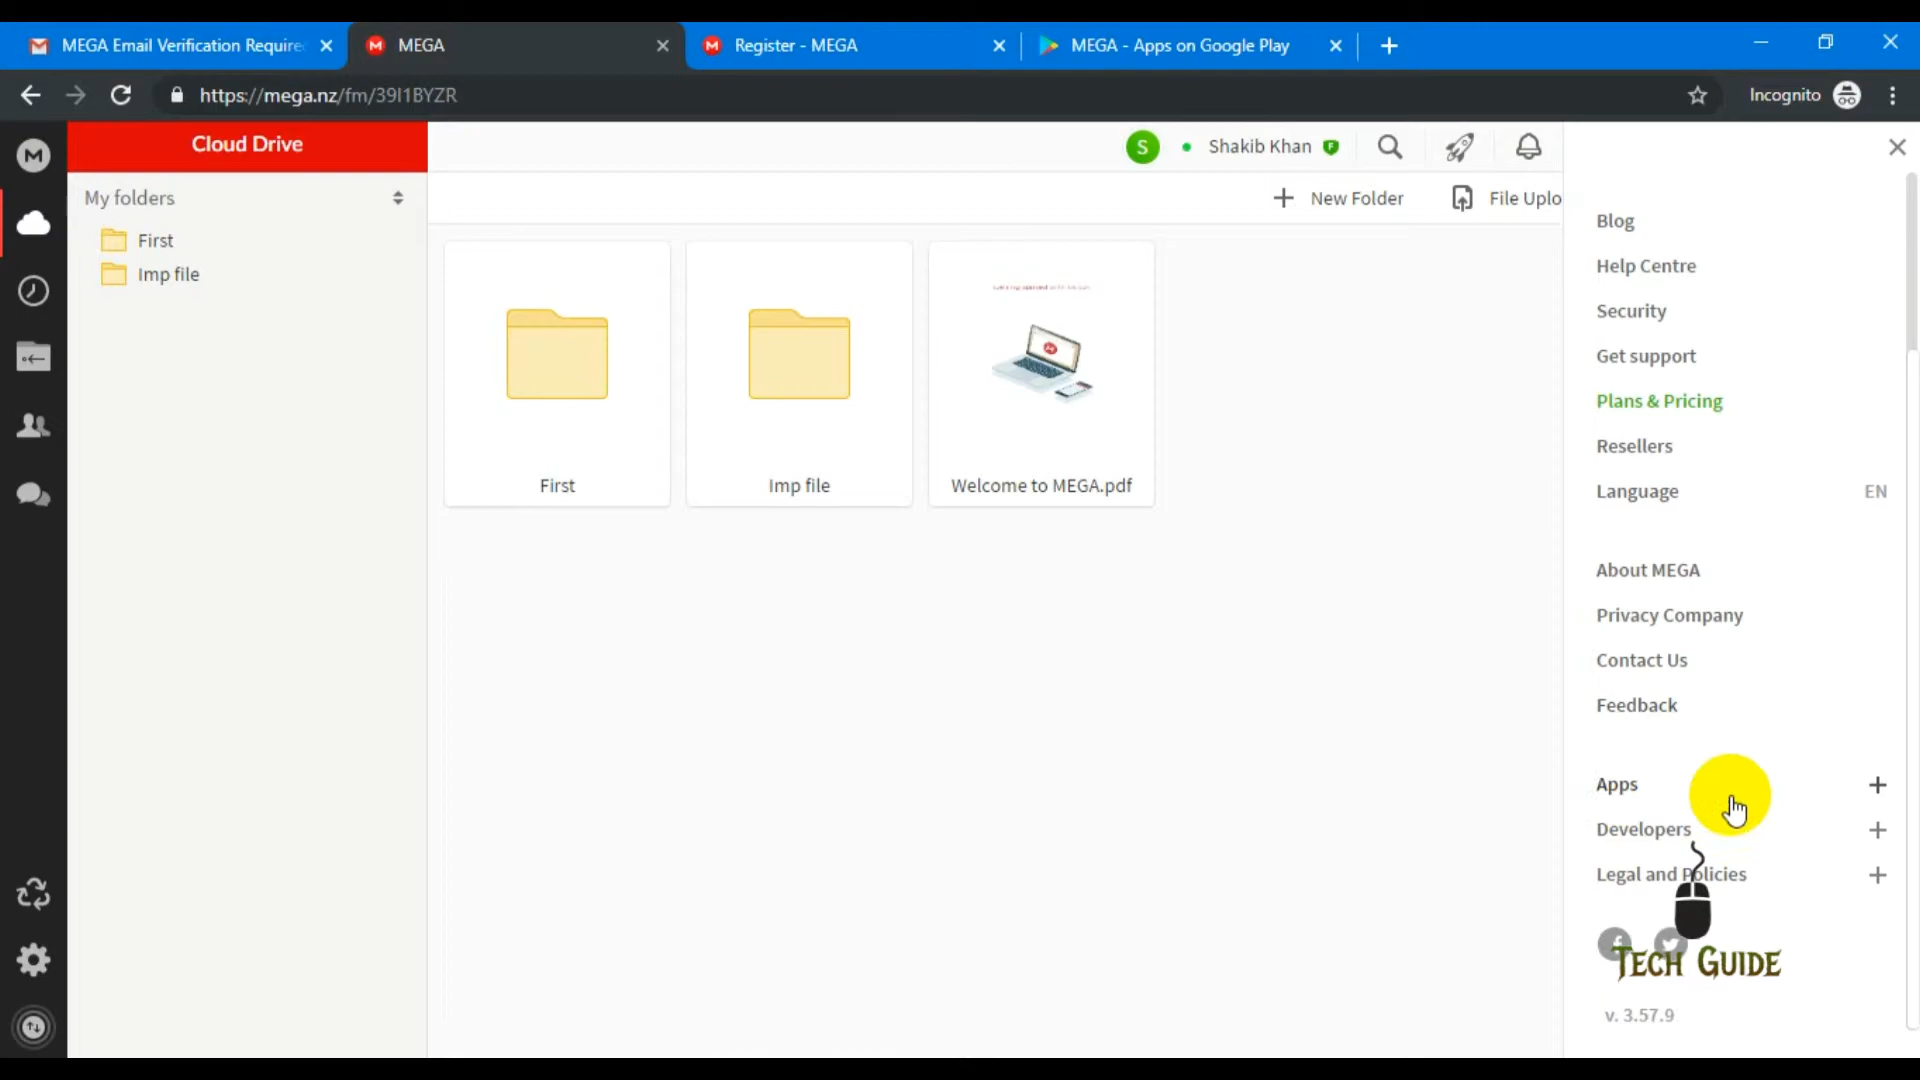 MEGA Email Verification Require
MEGA
Register - MEGA
MEGA - Apps on Google Play
https://mega.nz/fm/39I1BYZR
Incognito
Cloud Drive
S
Shakib Khan
My folders
New Folder
File Uplo
First
Imp file
First
Imp file
Welcome to MEGA.pdf
Blog
Help Centre
Security
Get support
Plans & Pricing
Resellers
Language EN
About MEGA
Privacy Company
Contact Us
Feedback
Apps
Developers
Legal and Policies
TECH GUIDE
v. 3.57.9